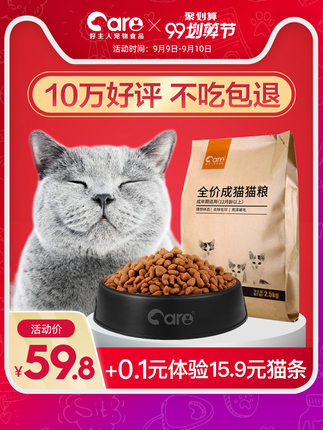 Care
好主人宠物食品
×
聚划算
99划算节
活动时间：9月9日-9月10日
10万好评 不吃包退
Care
全价成猫猫粮
成年期适用(12月龄以上)
2.5kg
Care
活动价
¥59.8
+0.1元体验15.9元猫条